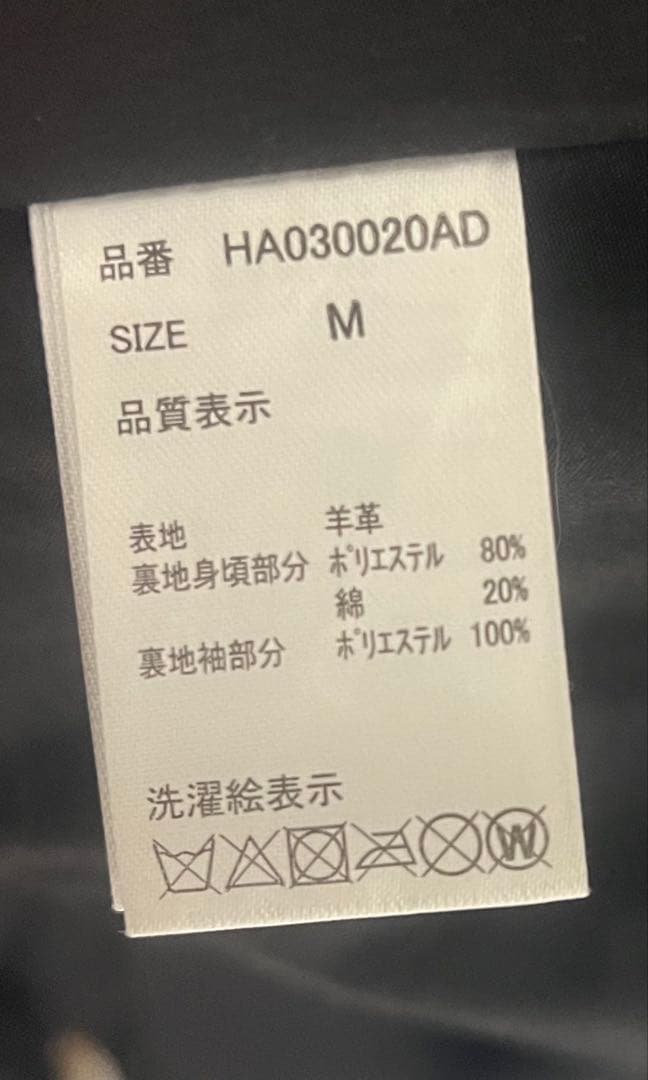 品番 HA030020AD
SIZE M
品質表示
表地 羊革
裏地身頃部分 ポリエステル 80%
綿 20%
裏地袖部分 ポリエステル 100%
洗濯絵表示
W